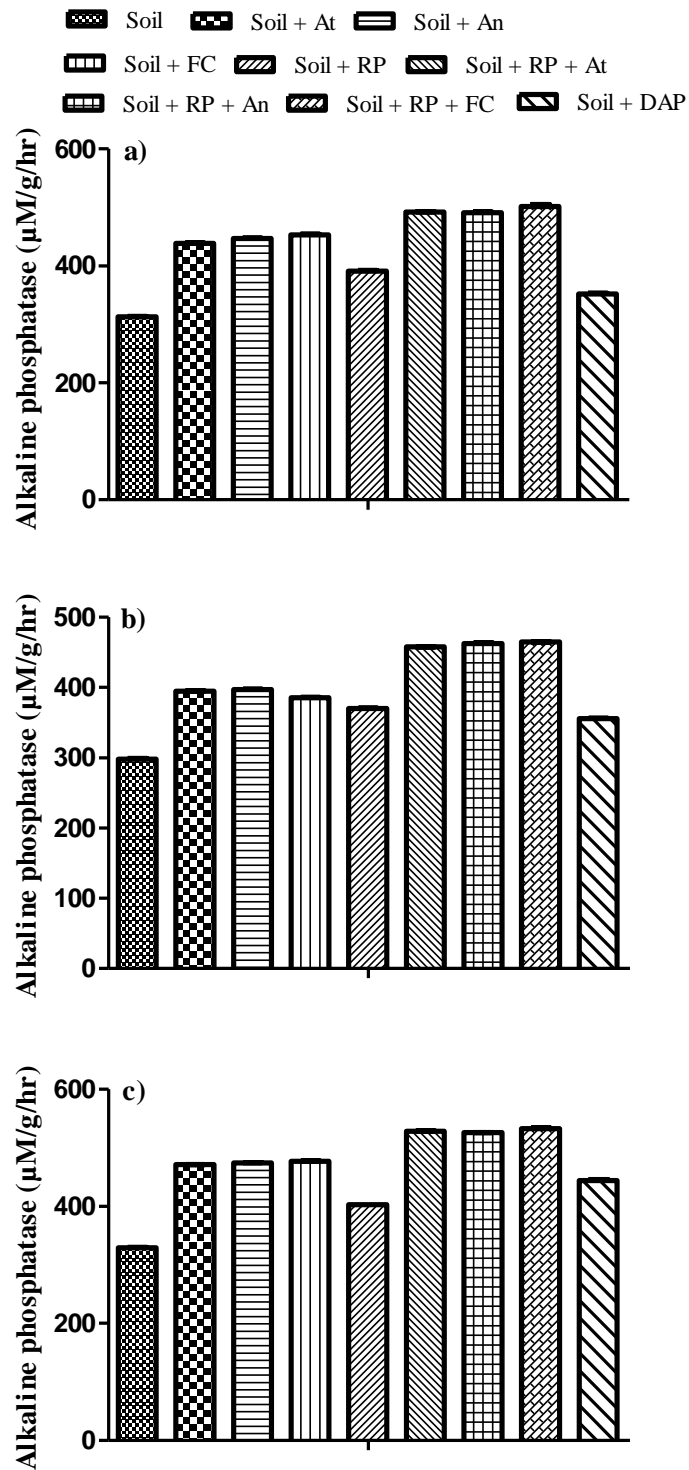 Soil Soil + At Soil + An
Soil + FC Soil + RP Soil + RP + At
Soil + RP + An Soil + RP + FC Soil + DAP
a)
Alkaline phosphatase (µM/g/hr)
600
400
200
0
b)
Alkaline phosphatase (µM/g/hr)
500
400
300
200
100
0
c)
Alkaline phosphatase (µM/g/hr)
600
400
200
0